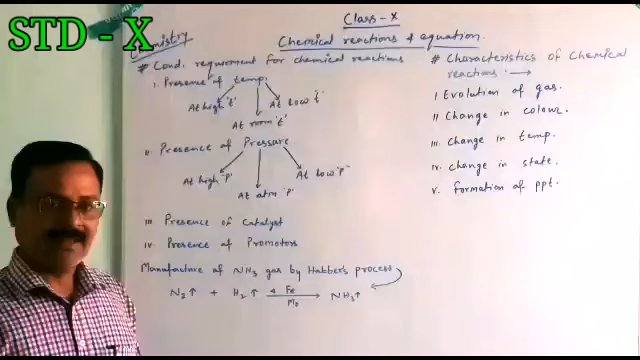 STD - X
Chemistry
Class - X
Chemical reactions & equation.
# Cond. requirment for chemical reactions
i. Presence of temp.
At high 't'
At room 't'
At low 't'
ii. Presence of Pressure
At high 'P'
At atm 'P'
At low 'P'
iii Presence of Catalyst
iv. Presence of Promotors
Manufacture of NH₃ gas by Habber's process
N₂↑ + H₂↑ Fe Mo → NH₃↑
# Characteristics of Chemical
reactions. →
I Evolution of gas.
II Change in colour.
iii. Change in temp.
iv. Change in state.
v. formation of ppt.